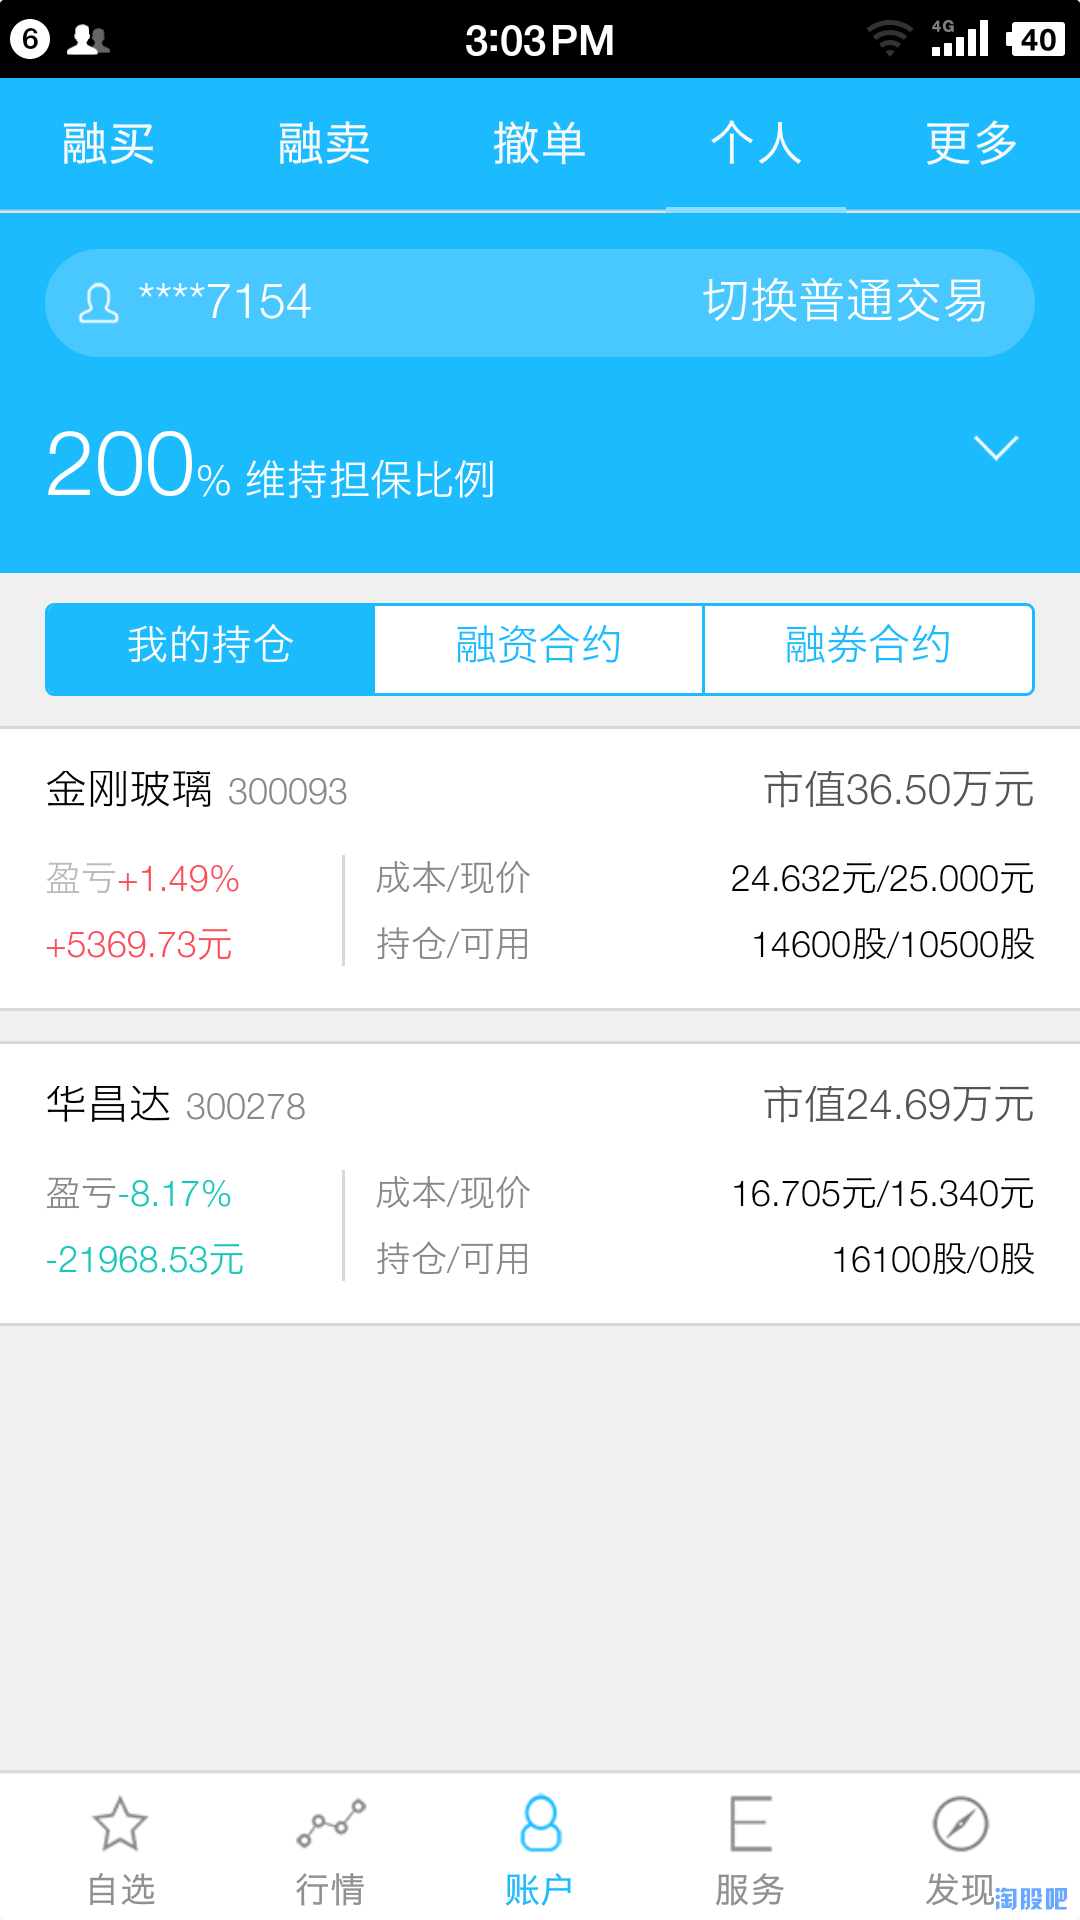 6 3:03PM 4G 40
融买 融卖 撤单 个人 更多
****7154 切换普通交易
200% 维持担保比例
我的持仓 融资合约 融券合约
金刚玻璃 300093 市值36.50万元
盈亏+1.49% 成本/现价 24.632元/25.000元
+5369.73元 持仓/可用 14600股/10500股
华昌达 300278 市值24.69万元
盈亏-8.17% 成本/现价 16.705元/15.340元
-21968.53元 持仓/可用 16100股/0股
自选 行情 账户 服务 发现
淘股吧